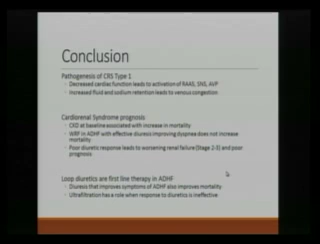 Conclusion
Pathogenesis of CRS Type 1
Decreased cardiac function leads to activation of RAAS, SNS, AVP
Increased fluid and sodium retention leads to venous congestion
Cardiorenal Syndrome prognosis
CKD at baseline associated with increase in mortality
WRF in ADHF with effective diuresis improving dyspnea does not increase
mortality
Poor diuretic response leads to worsening renal failure (Stage 2-3) and poor
prognosis
Loop diuretics are first line therapy in ADHF
Diuresis that improves symptoms of ADHF also improves mortality
Ultrafiltration has a role when response to diuretics is ineffective